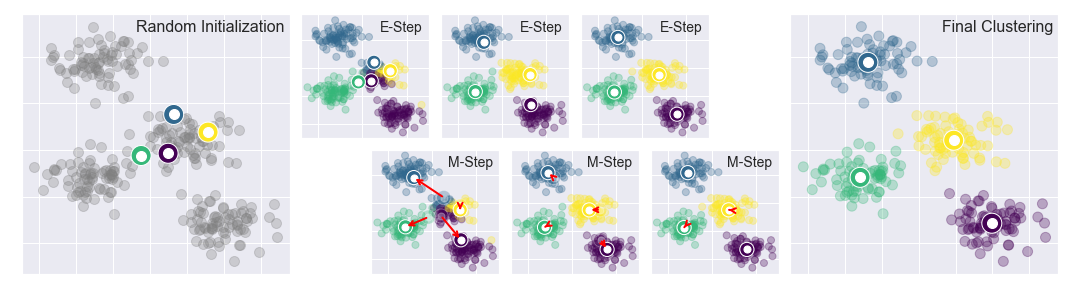 Random Initialization
E-Step
E-Step
E-Step
Final Clustering
M-Step
M-Step
M-Step